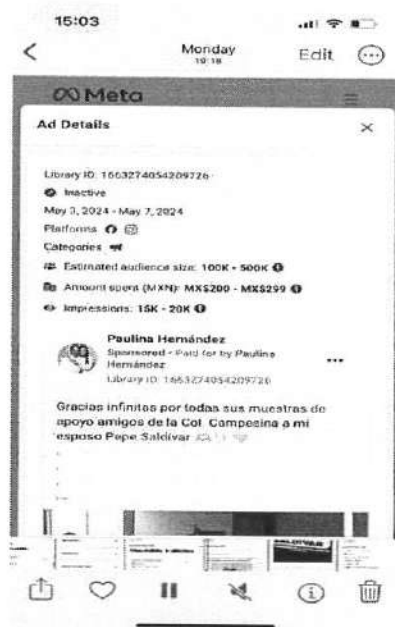 15:03
Monday
19:18
Edit
Meta
Ad Details
Library ID: 1663274054209726
Inactive
May 3, 2024 - May 7, 2024
Platforms
Categories
Estimated audience size: 100K - 500K
Amount spent (MXN): MX$200 - MX$299
Impressions: 15K - 20K
Paulina Hernández
Sponsored • Paid for by Paulina
Hernández
Library ID: 1663274054209726
Gracias infinitas por todas sus muestras de
apoyo amigos de la Col. Campesina a mi
esposo Pepe Saldívar